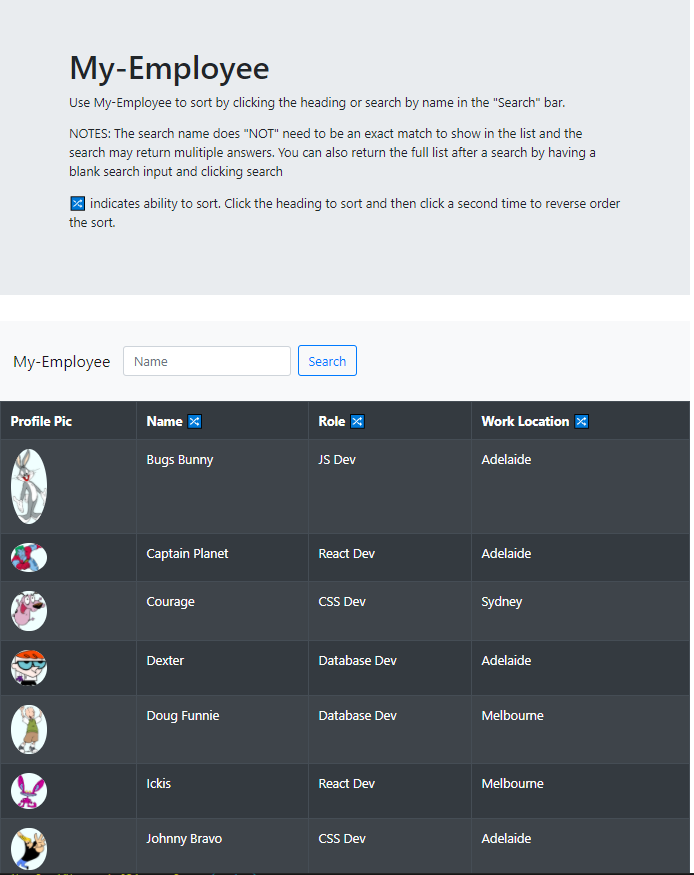 My-Employee
Use My-Employee to sort by clicking the heading or search by name in the "Search" bar.
NOTES: The search name does "NOT" need to be an exact match to show in the list and the
search may return mulitiple answers. You can also return the full list after a search by having a
blank search input and clicking search
indicates ability to sort. Click the heading to sort and then click a second time to reverse order
the sort.
My-Employee Name Search
Profile Pic Name Role Work Location
Bugs Bunny JS Dev Adelaide
Captain Planet React Dev Adelaide
Courage CSS Dev Sydney
Dexter Database Dev Adelaide
Doug Funnie Database Dev Melbourne
Ickis React Dev Melbourne
Johnny Bravo CSS Dev Adelaide